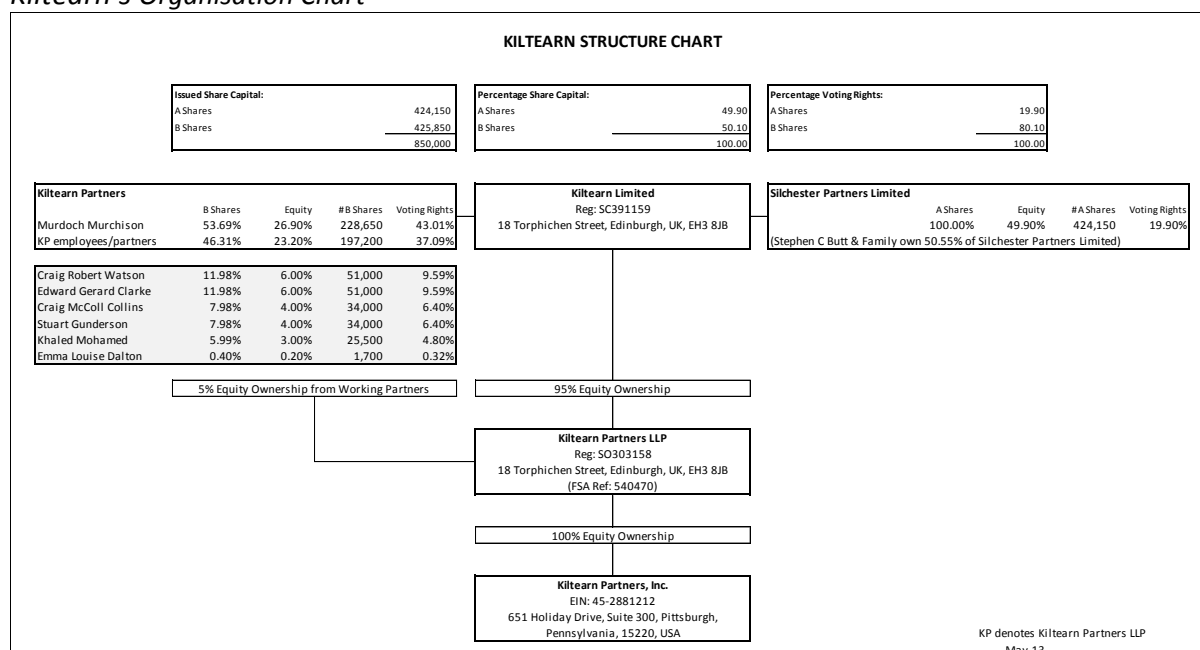 Kiltearn's Organisation Chart
KILTEARN STRUCTURE CHART
Issued Share Capital:
A Shares 424,150
B Shares 425,850
850,000
Percentage Share Capital:
A Shares 49.90
B Shares 50.10
100.00
Percentage Voting Rights:
A Shares 19.90
B Shares 80.10
100.00
Kiltearn Partners
B Shares Equity # B Shares Voting Rights
Murdoch Murchison 53.69% 26.90% 228,650 43.01%
KP employees/partners 46.31% 23.20% 197,200 37.09%
Kiltearn Limited
Reg: SC391159
18 Torphichen Street, Edinburgh, UK, EH3 8JB
Silchester Partners Limited
A Shares Equity # A Shares Voting Rights
100.00% 49.90% 424,150 19.90%
(Stephen C Butt & Family own 50.55% of Silchester Partners Limited)
Craig Robert Watson 11.98% 6.00% 51,000 9.59%
Edward Gerard Clarke 11.98% 6.00% 51,000 9.59%
Craig McColl Collins 7.98% 4.00% 34,000 6.40%
Stuart Gunderson 7.98% 4.00% 34,000 6.40%
Khaled Mohamed 5.99% 3.00% 25,500 4.80%
Emma Louise Dalton 0.40% 0.20% 1,700 0.32%
5% Equity Ownership from Working Partners
95% Equity Ownership
Kiltearn Partners LLP
Reg: SO303158
18 Torphichen Street, Edinburgh, UK, EH3 8JB
(FSA Ref: 540470)
100% Equity Ownership
Kiltearn Partners, Inc.
EIN: 45-2881212
651 Holiday Drive, Suite 300, Pittsburgh,
Pennsylvania, 15220, USA
KP denotes Kiltearn Partners LLP
May 13